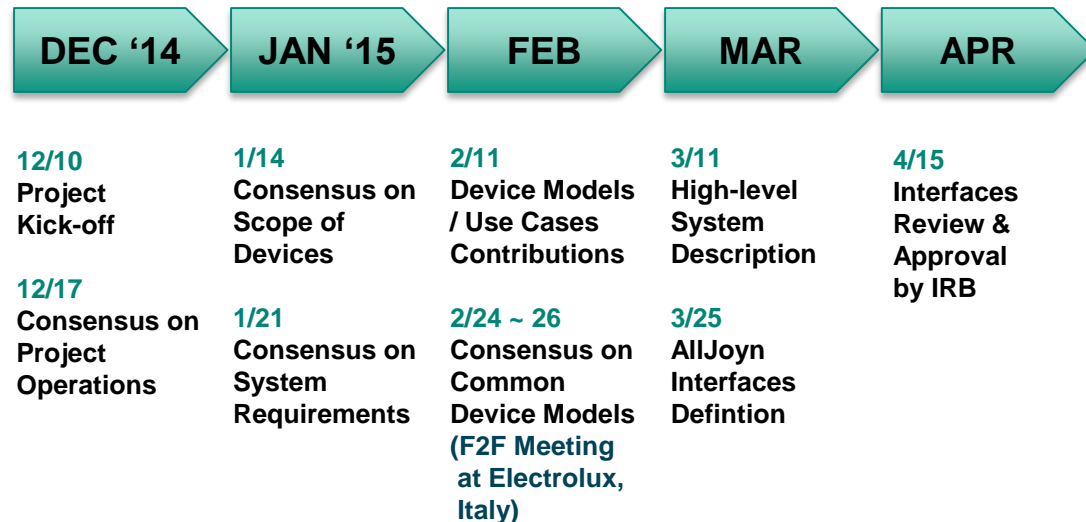 DEC ‘14
JAN ‘15
FEB
MAR
APR
12/10
Project
Kick-off
12/17
Consensus on
Project
Operations
1/14
Consensus on
Scope of
Devices
1/21
Consensus on
System
Requirements
2/11
Device Models
/ Use Cases
Contributions
2/24 ~ 26
Consensus on
Common
Device Models
(F2F Meeting
at Electrolux,
Italy)
3/11
High-level
System
Description
3/25
AllJoyn
Interfaces
Defintion
4/15
Interfaces
Review &
Approval
by IRB